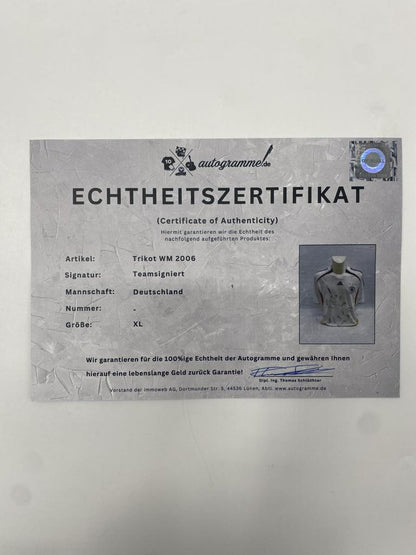 10
autogramme.de
ECHTHEITSZERTIFIKAT
(Certificate of Authenticity)
Hiermit garantieren wir die Echtheit des
nachfolgend aufgeführten Produktes:
Artikel: Trikot WM 2006
Signatur: Teamsigniert
Mannschaft: Deutschland
Nummer: .
Größe: XL
Wir garantieren für die 100%ige Echtheit der Autogramme und gewähren Ihnen
hierauf eine lebenslange Geld zurück Garantie!
Dipl. Ing. Thomas Schlüchter
Vorstand der immoweb AG, Dortmunder Str. 5, 44536 Lünen, Abtl. www.autogramme.de